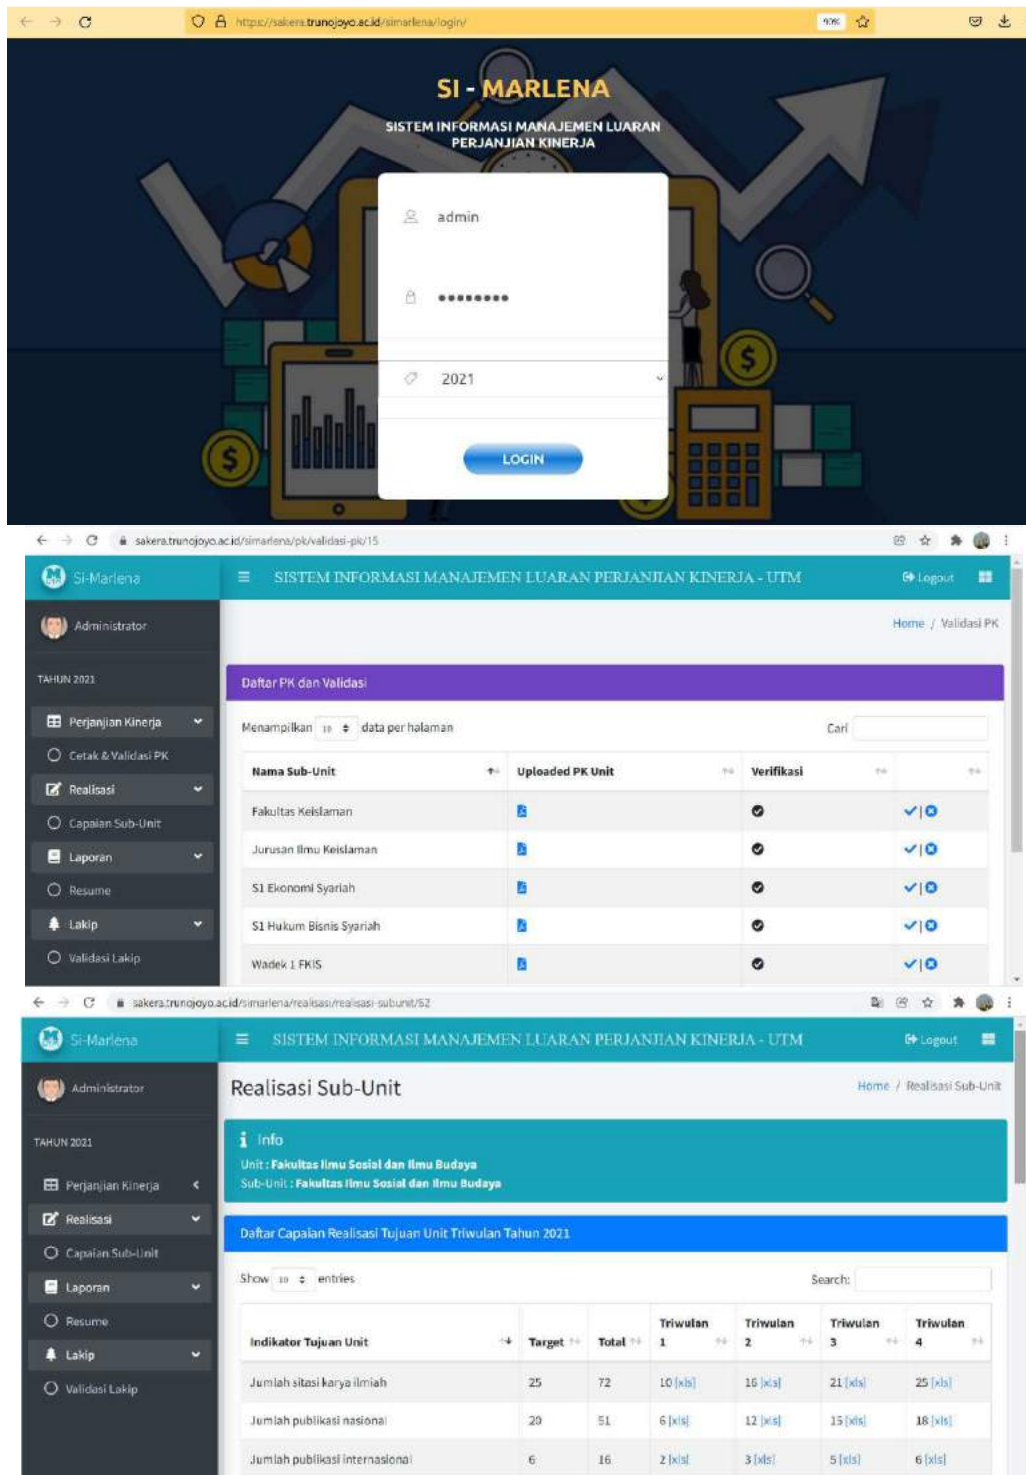 https://sakera.trunojoyo.ac.id/simarlena/login/
90%
SI - MARLENA
SISTEM INFORMASI MANAJEMEN LUARAN
PERJANJIAN KINERJA
admin
2021
LOGIN
sakera.trunojoyo.ac.id/simarlena/pk/validasi-pk/15
Si-Marlena
SISTEM INFORMASI MANAJEMEN LUARAN PERJANJIAN KINERJA - UTM
Logout
Administrator
Home / Validasi PK
TAHUN 2021
Daftar PK dan Validasi
Perjanjian Kinerja
Menampilkan 10 data per halaman
Cari
Cetak & Validasi PK
Nama Sub-Unit Uploaded PK Unit Verifikasi
Realisasi
Fakultas Keislaman
Capaian Sub-Unit
Jurusan Ilmu Keislaman
Laporan
S1 Ekonomi Syariah
Resume
S1 Hukum Bisnis Syariah
Lakip
Validasi Lakip
Wadek 1 FKIS
sakera.trunojoyo.ac.id/simarlena/realisasi/realisasi-subunit/62
Si-Marlena
SISTEM INFORMASI MANAJEMEN LUARAN PERJANJIAN KINERJA - UTM
Logout
Administrator
Realisasi Sub-Unit
Home / Realisasi Sub-Unit
TAHUN 2021
Info
Unit : Fakultas Ilmu Sosial dan Ilmu Budaya
Sub-Unit : Fakultas Ilmu Sosial dan Ilmu Budaya
Perjanjian Kinerja
Realisasi
Daftar Capaian Realisasi Tujuan Unit Triwulan Tahun 2021
Capaian Sub-Unit
Show 10 entries
Search:
Laporan
Resume
Indikator Tujuan Unit Target Total Triwulan 1 Triwulan 2 Triwulan 3 Triwulan 4
Lakip
Validasi Lakip
Jumlah sitasi karya ilmiah 25 72 10 [xls] 16 [xls] 21 [xls] 25 [xls]
Jumlah publikasi nasional 20 51 6 [xls] 12 [xls] 15 [xls] 18 [xls]
Jumlah publikasi internasional 6 16 2 [xls] 3 [xls] 5 [xls] 6 [xls]